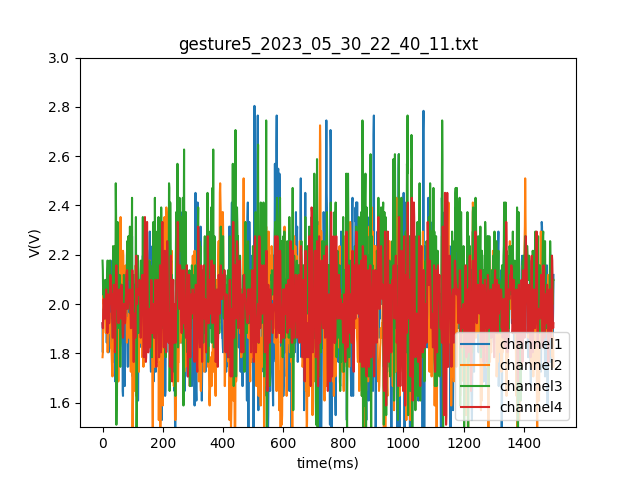 gesture5_2023_05_30_22_40_11.txt
3.0
2.8
2.6
2.4
2.2
2.0
1.8
1.6
V(V)
channel1
channel2
channel3
channel4
0 200 400 600 800 1000 1200 1400
time(ms)